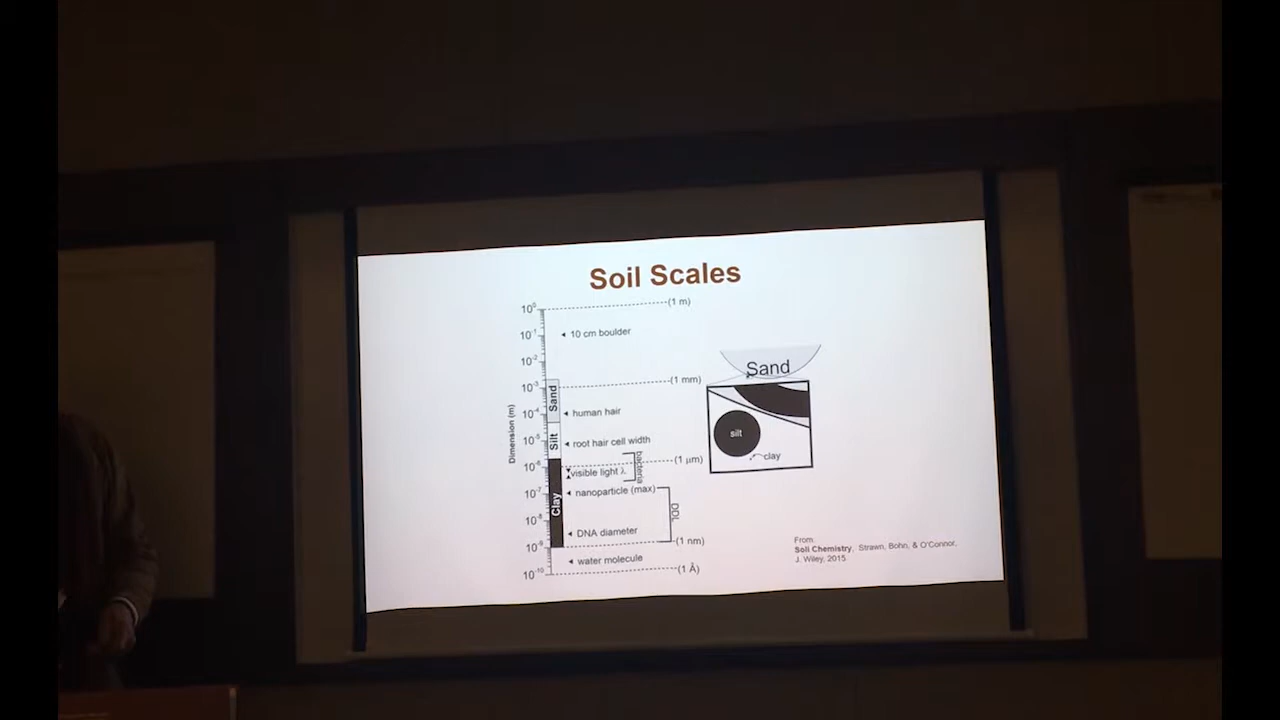 Soil Scales
10⁰
(1 m)
10⁻¹
10 cm boulder
10⁻²
10⁻³
(1 mm)
Sand
10⁻⁴
human hair
Silt
10⁻⁵
root hair cell width
10⁻⁶
(1 µm)
bacteria
visible light λ
10⁻⁷
nanoparticle (max)
Clay
DDL
10⁻⁸
DNA diameter
10⁻⁹
(1 nm)
water molecule
10⁻¹⁰
(1 Å)
Dimension (m)
Sand
silt
clay
From.
Soil Chemistry, Strawn, Bohn, & O'Connor,
J. Wiley, 2015